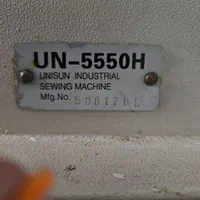 UN-5550H
UNISUN INDUSTRIAL
SEWING MACHINE
Mfg.No.